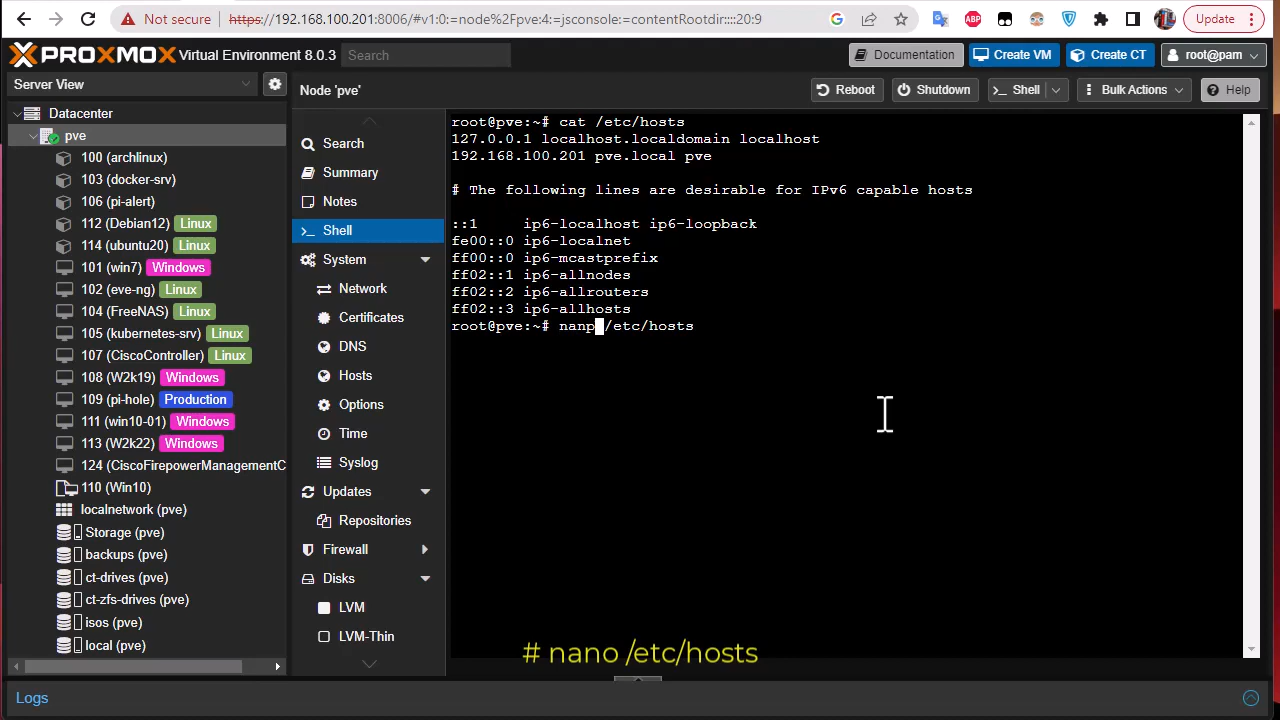 Not secure https://192.168.100.201:8006/#v1:0:=node%2Fpve:4:=jsconsole=contentRootdir::::20:9 Update
PROXMOX Virtual Environment 8.0.3 Search Documentation Create VM Create CT root@pam
Server View
Node 'pve' Reboot Shutdown Shell Bulk Actions Help
Datacenter
pve
100 (archlinux)
103 (docker-srv)
106 (pi-alert)
112 (Debian12) Linux
114 (ubuntu20) Linux
101 (win7) Windows
102 (eve-ng) Linux
104 (FreeNAS) Linux
105 (kubernetes-srv) Linux
107 (CiscoController) Linux
108 (W2k19) Windows
109 (pi-hole) Production
111 (win10-01) Windows
113 (W2k22) Windows
124 (CiscoFirepowerManagementC
110 (Win10)
localnetwork (pve)
Storage (pve)
backups (pve)
ct-drives (pve)
ct-zfs-drives (pve)
isos (pve)
local (pve)
Search
Summary
Notes
Shell
System
Network
Certificates
DNS
Hosts
Options
Time
Syslog
Updates
Repositories
Firewall
Disks
LVM
LVM-Thin
root@pve:~# cat /etc/hosts
127.0.0.1 localhost.localdomain localhost
192.168.100.201 pve.local pve
# The following lines are desirable for IPv6 capable hosts
::1 ip6-localhost ip6-loopback
fe00::0 ip6-localnet
ff00::0 ip6-mcastprefix
ff02::1 ip6-allnodes
ff02::2 ip6-allrouters
ff02::3 ip6-allhosts
root@pve:~# nanp /etc/hosts
# nano /etc/hosts
Logs